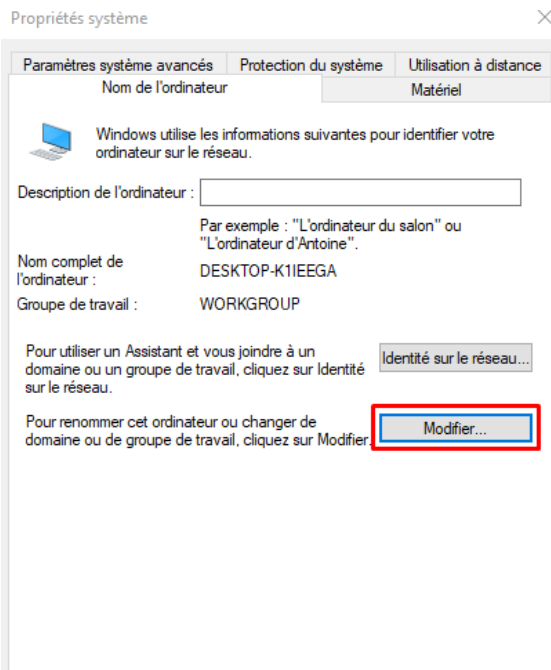 Propriétés système
Paramètres système avancés Protection du système Utilisation à distance
Nom de l'ordinateur Matériel
Windows utilise les informations suivantes pour identifier votre
ordinateur sur le réseau.
Description de l'ordinateur :
Par exemple : "L'ordinateur du salon" ou
"L'ordinateur d'Antoine".
Nom complet de
l'ordinateur :
DESKTOP-K1IEEGA
Groupe de travail : WORKGROUP
Pour utiliser un Assistant et vous joindre à un
domaine ou un groupe de travail, cliquez sur Identité
sur le réseau.
Identité sur le réseau...
Pour renommer cet ordinateur ou changer de
domaine ou de groupe de travail, cliquez sur Modifier.
Modifier...